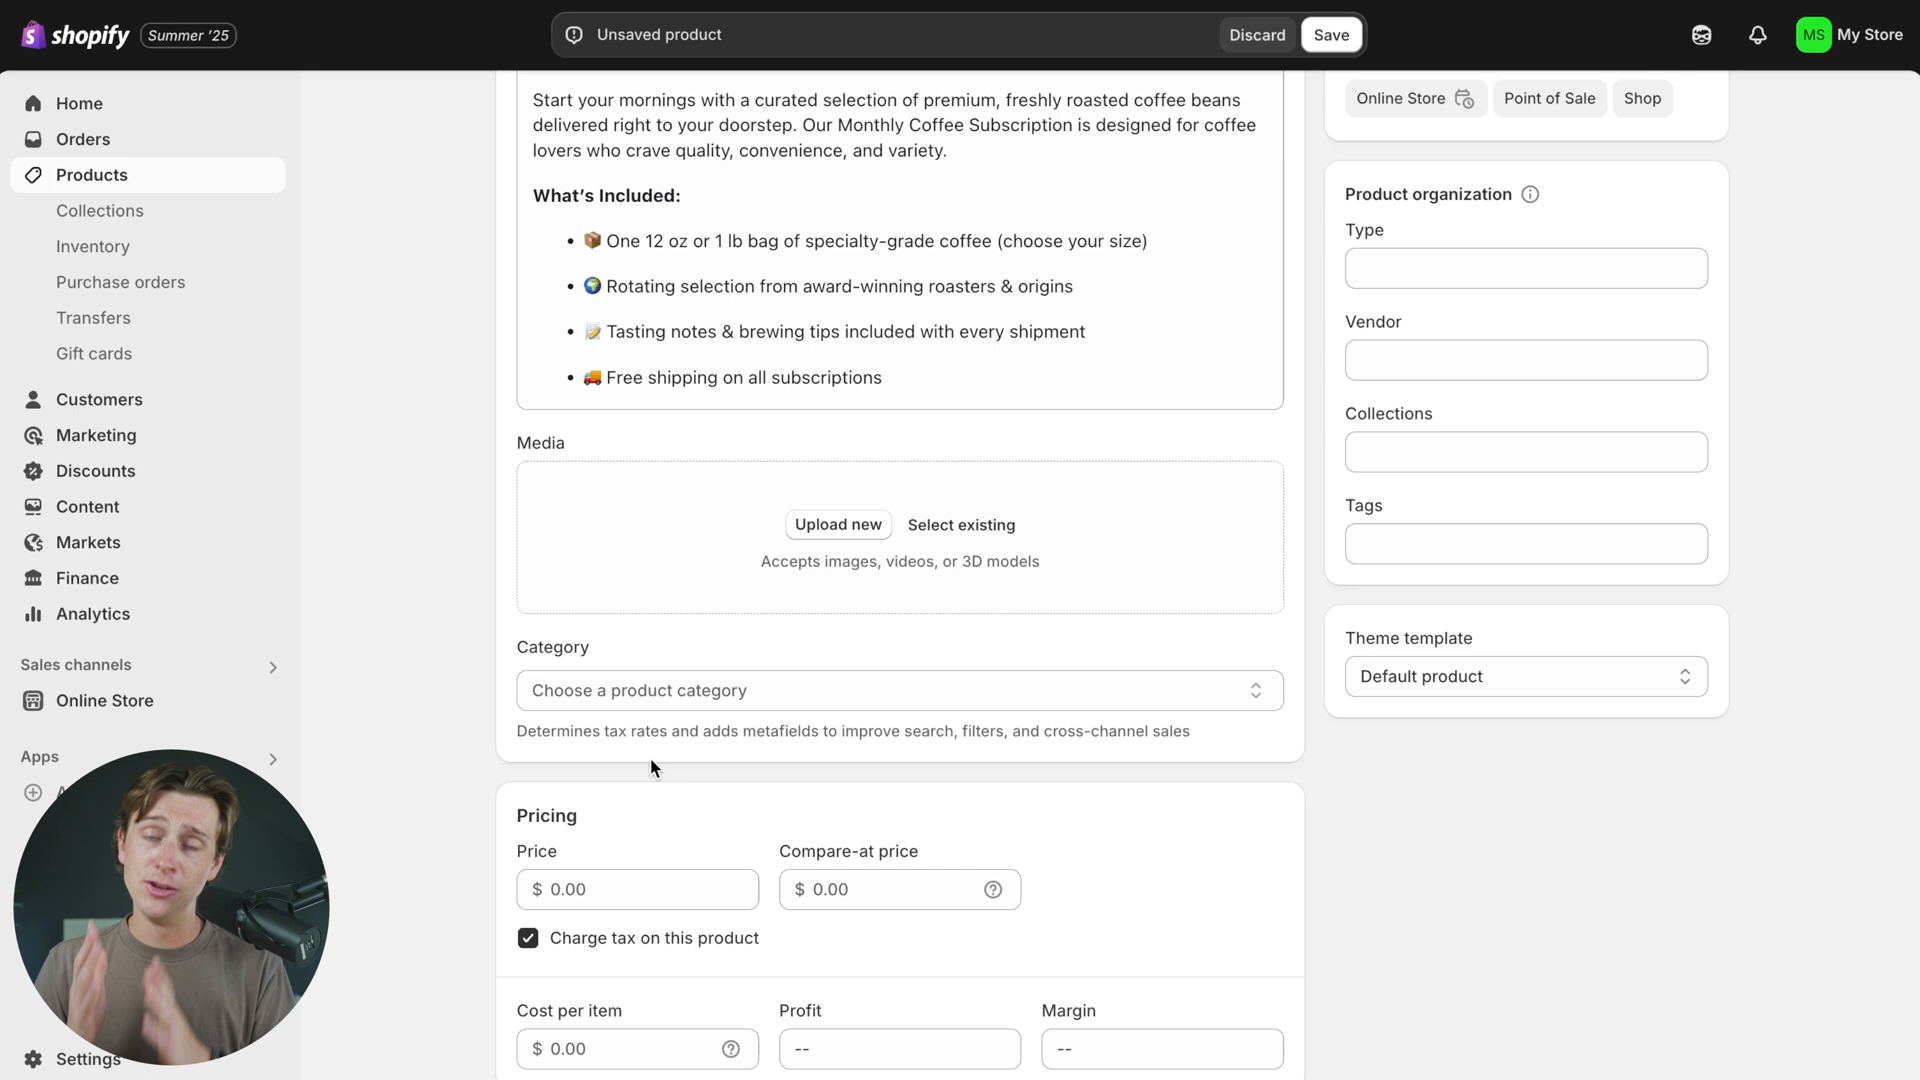 shopify
Summer '25
Unsaved product
Discard
Save
MS
My Store
Home
Orders
Products
Collections
Inventory
Purchase orders
Transfers
Gift cards
Customers
Marketing
Discounts
Content
Markets
Finance
Analytics
Sales channels
Online Store
Apps
Settings
Start your mornings with a curated selection of premium, freshly roasted coffee beans
delivered right to your doorstep. Our Monthly Coffee Subscription is designed for coffee
lovers who crave quality, convenience, and variety.
What’s Included:
• 📦 One 12 oz or 1 lb bag of specialty-grade coffee (choose your size)
• 🌍 Rotating selection from award-winning roasters & origins
• 📝 Tasting notes & brewing tips included with every shipment
• 🚚 Free shipping on all subscriptions
Media
Upload new
Select existing
Accepts images, videos, or 3D models
Category
Choose a product category
Determines tax rates and adds metafields to improve search, filters, and cross-channel sales
Pricing
Price
Compare-at price
$ 0.00
$ 0.00
Charge tax on this product
Cost per item
Profit
Margin
$ 0.00
--
--
Online Store
Point of Sale
Shop
Product organization
Type
Vendor
Collections
Tags
Theme template
Default product